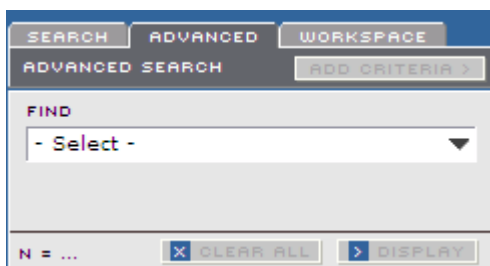 SEARCH ADVANCED WORKSPACE
ADVANCED SEARCH ADD CRITERIA >
FIND
- Select -
N = ... X CLEAR ALL > DISPLAY